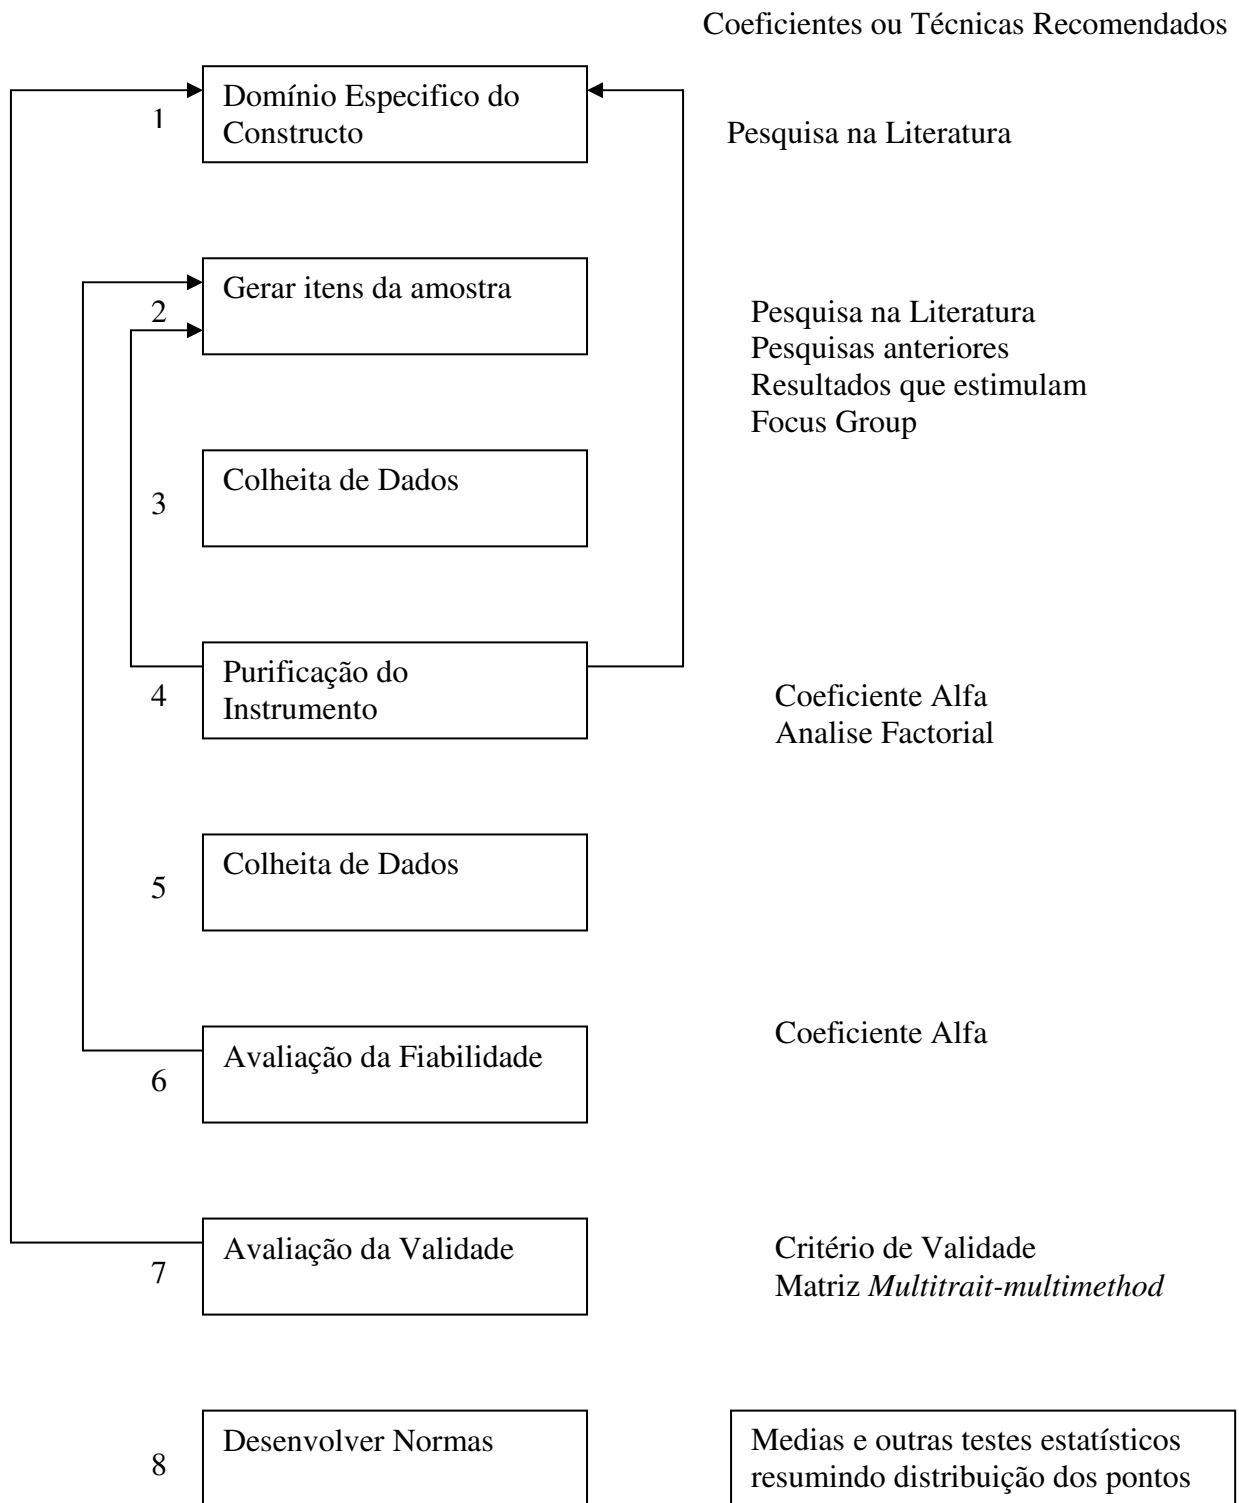 Coeficientes ou Técnicas Recomendados
1
Domínio Especifico do
Constructo
Pesquisa na Literatura
2
Gerar itens da amostra
Pesquisa na Literatura
Pesquisas anteriores
Resultados que estimulam
Focus Group
3
Colheita de Dados
4
Purificação do
Instrumento
Coeficiente Alfa
Analise Factorial
5
Colheita de Dados
6
Avaliação da Fiabilidade
Coeficiente Alfa
7
Avaliação da Validade
Critério de Validade
Matriz Multitrait-multimethod
8
Desenvolver Normas
Medias e outras testes estatísticos
resumindo distribuição dos pontos